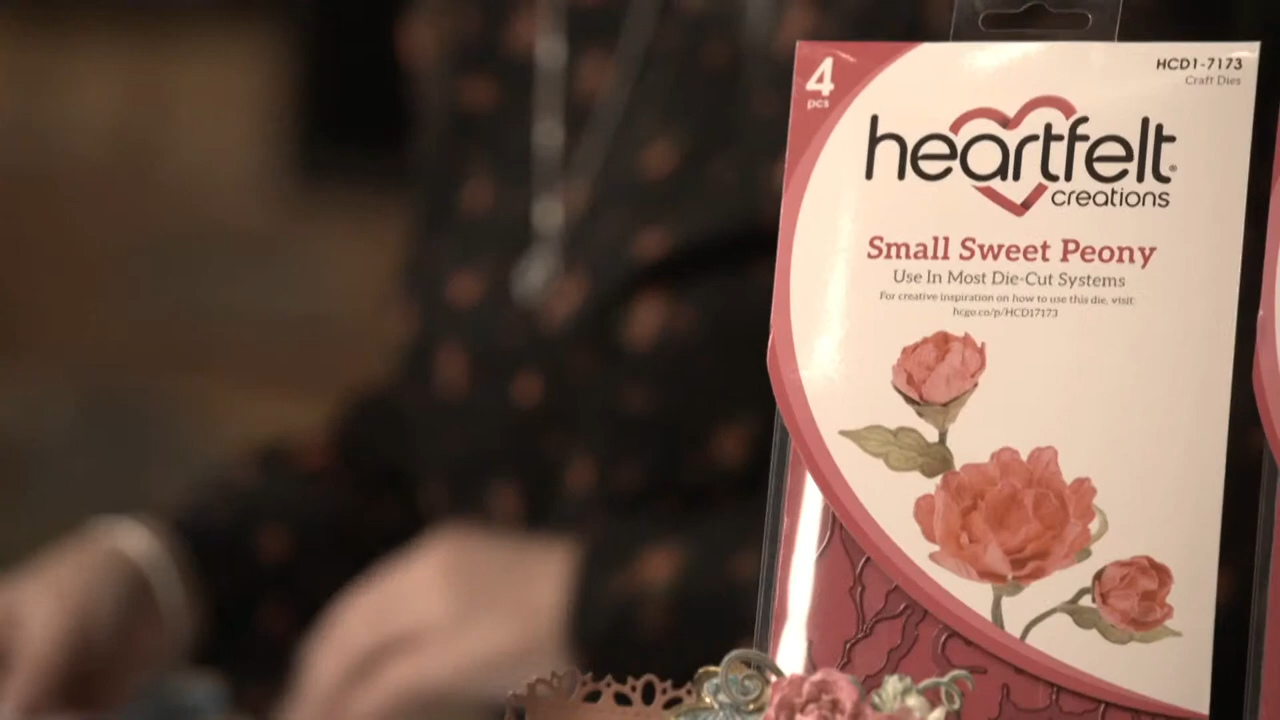 4
pcs
HCD1-7173
Craft Dies
heartfelt
creations
Small Sweet Peony
Use In Most Die-Cut Systems
For creative inspiration on how to use this die, visit:
hcgo.co/p/HCD17173